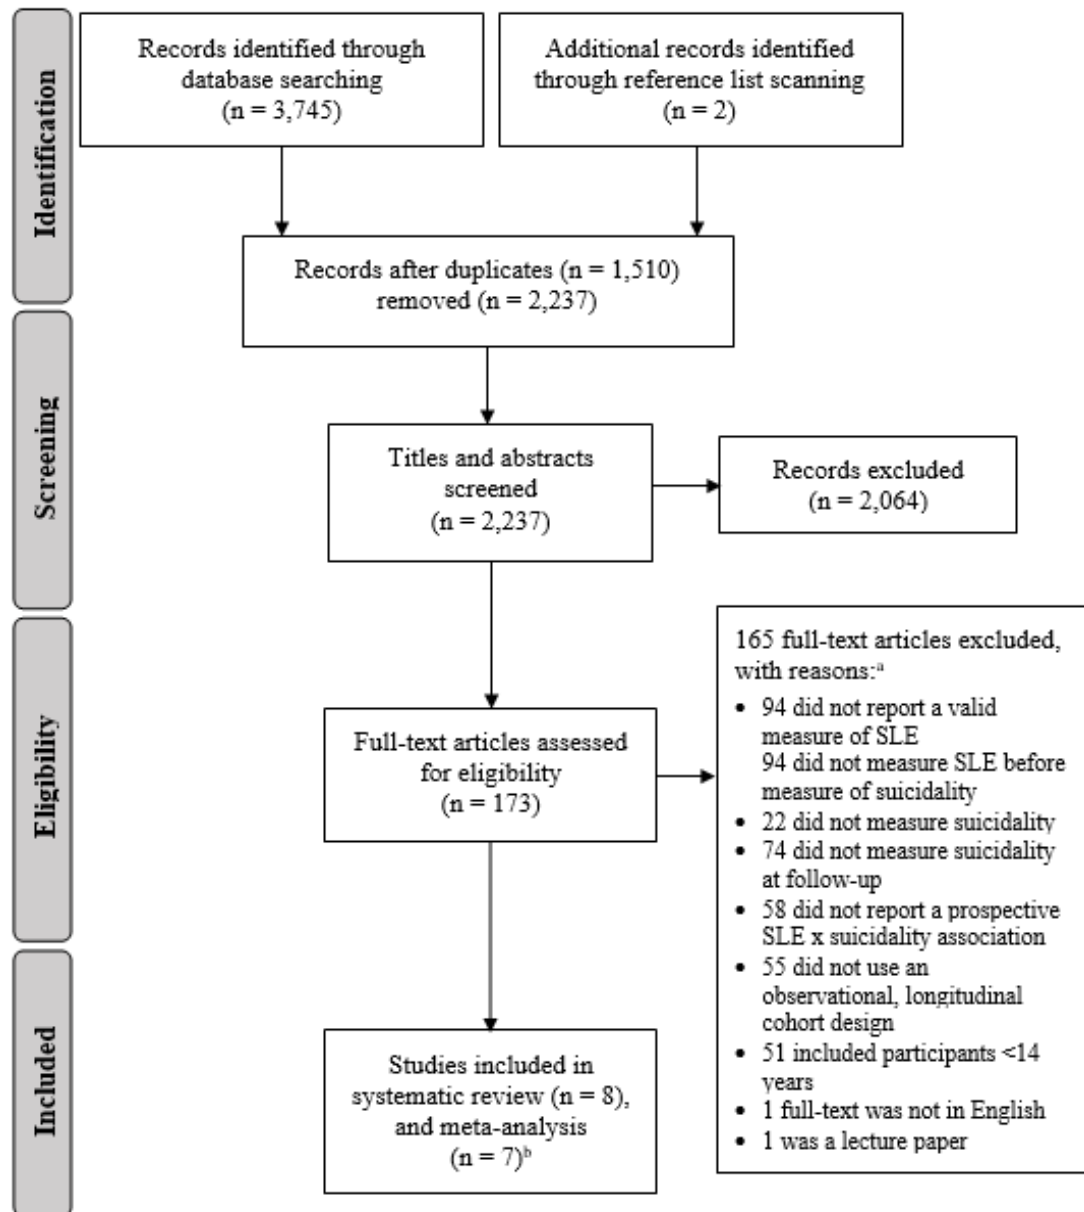 Identification
Records identified through
database searching
(n = 3,745)
Additional records identified
through reference list scanning
(n = 2)
Records after duplicates (n = 1,510)
removed (n = 2,237)
Screening
Titles and abstracts
screened
(n = 2,237)
Records excluded
(n = 2,064)
Eligibility
Full-text articles assessed
for eligibility
(n = 173)
165 full-text articles excluded,
with reasons:ᵃ
• 94 did not report a valid
measure of SLE
94 did not measure SLE before
measure of suicidality
• 22 did not measure suicidality
• 74 did not measure suicidality
at follow-up
• 58 did not report a prospective
SLE x suicidality association
• 55 did not use an
observational, longitudinal
cohort design
• 51 included participants <14
years
• 1 full-text was not in English
• 1 was a lecture paper
Included
Studies included in
systematic review (n = 8),
and meta-analysis
(n = 7)ᵇ